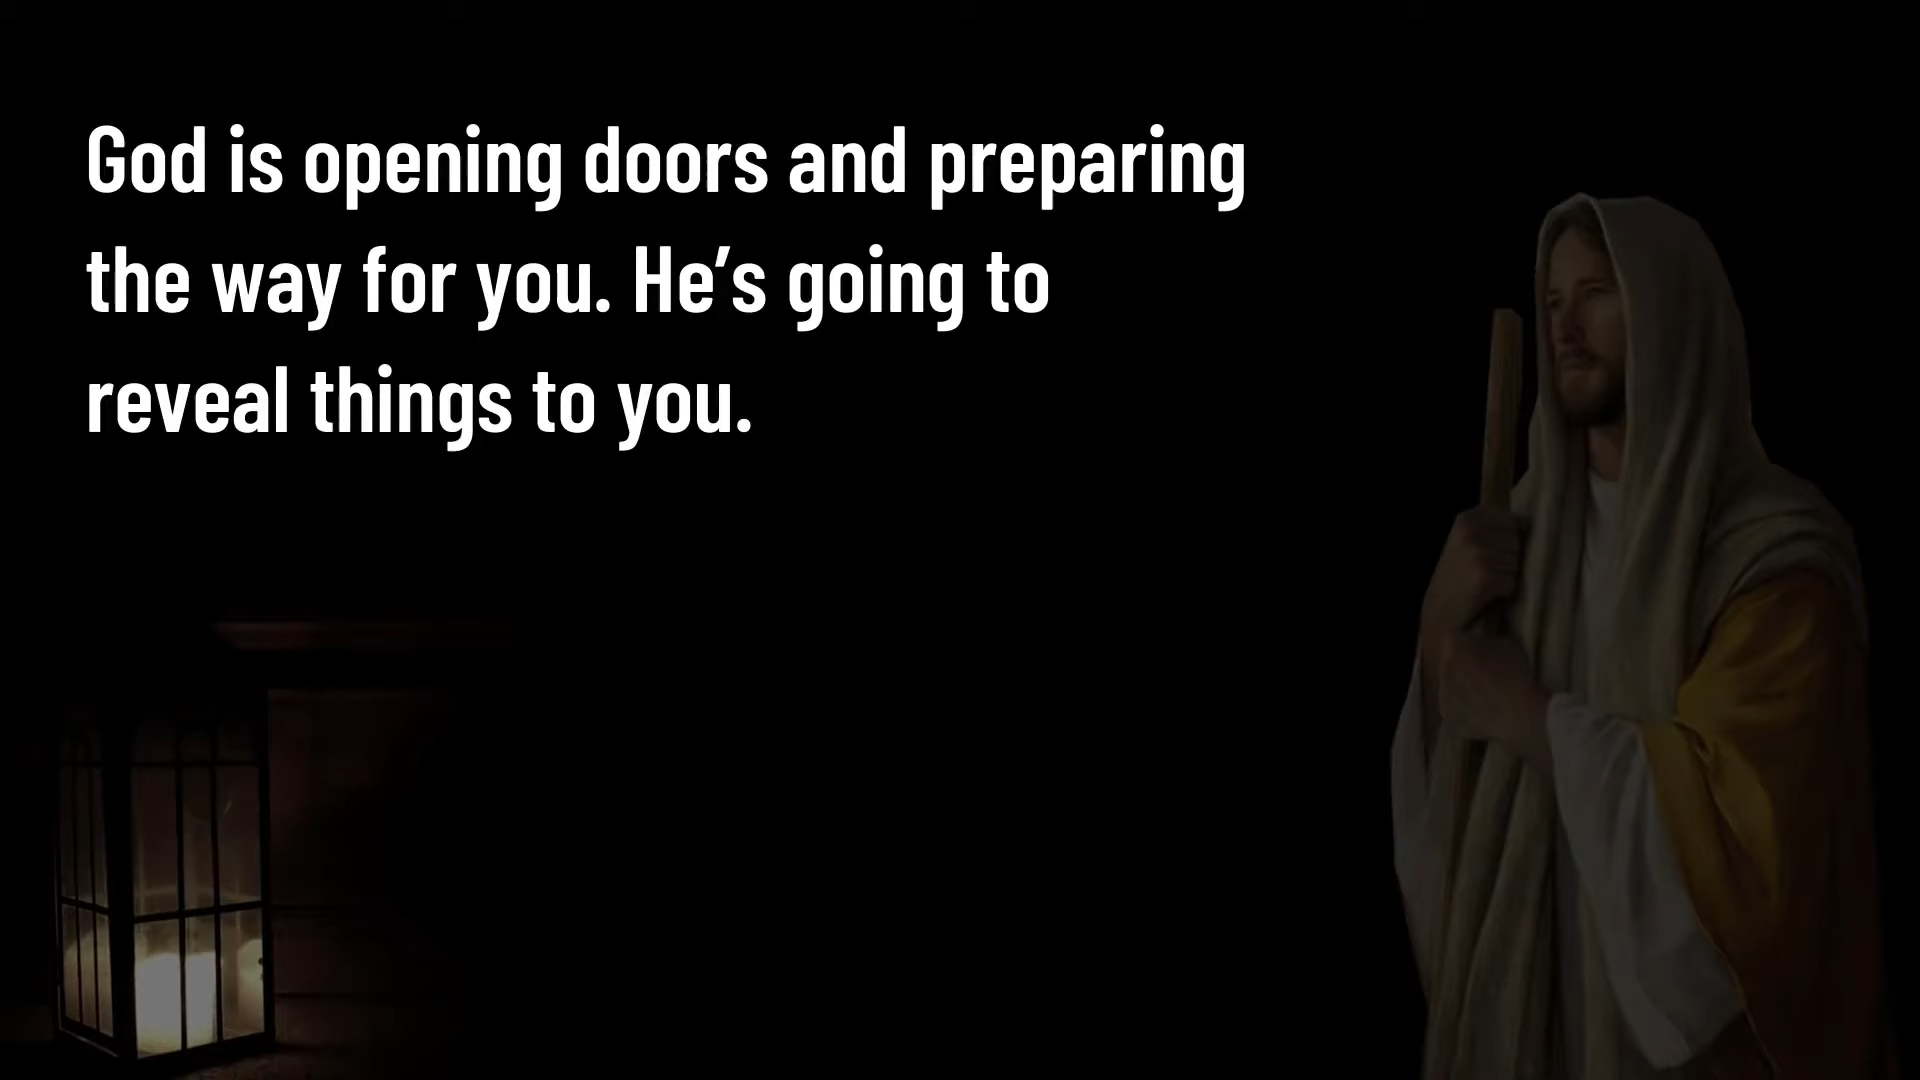 God is opening doors and preparing
the way for you. He’s going to
reveal things to you.